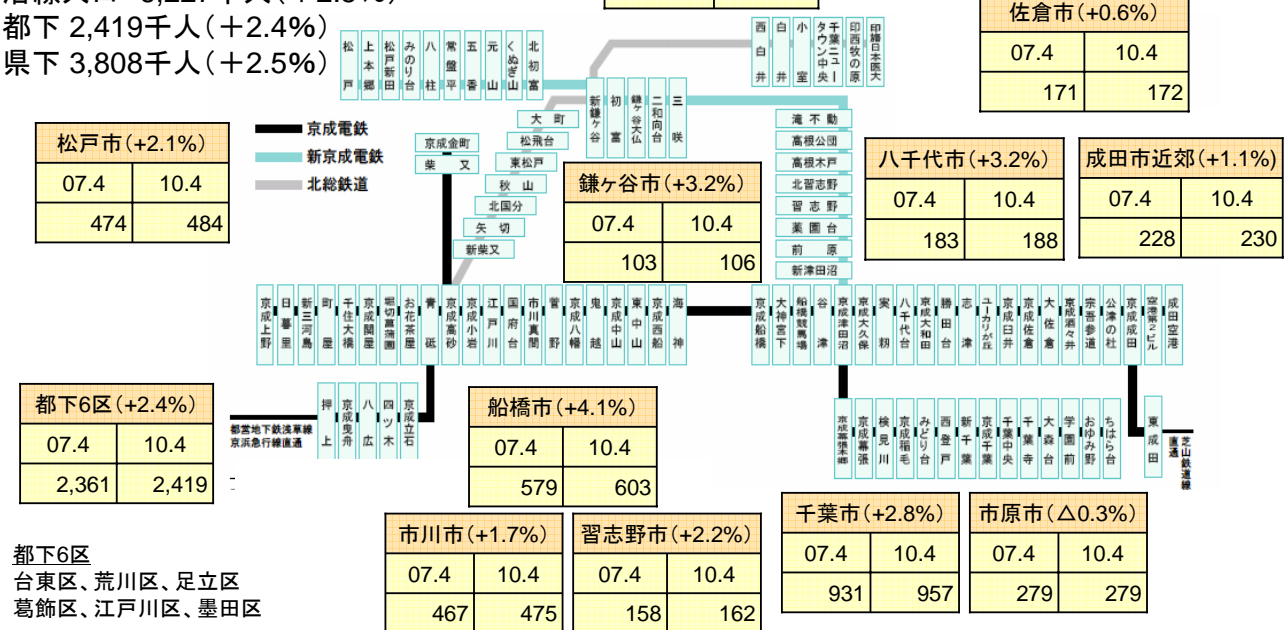 都下 2,419千人(＋2.4%)
県下 3,808千人(＋2.5%)
佐倉市(+0.6%)
07.4 10.4
171 172
松戸
上本郷
松戸新田
みのり台
八柱
常盤平
五香
元山
くぬぎ山
北初富
西白井
白井
小室
千葉ニュータウン中央
印西牧の原
印旛日本医大
新鎌ヶ谷
初富
鎌ヶ谷大仏
二和向台
三咲
京成電鉄
新京成電鉄
北総鉄道
京成金町
柴又
大町
松飛台
東松戸
秋山
北国分
矢切
新柴又
滝不動
高根公団
高根木戸
北習志野
習志野
薬園台
前原
新津田沼
松戸市(+2.1%)
07.4 10.4
474 484
鎌ヶ谷市(+3.2%)
07.4 10.4
103 106
八千代市(+3.2%)
07.4 10.4
183 188
成田市近郊(+1.1%)
07.4 10.4
228 230
京成上野
日暮里
新三河島
町屋
千住大橋
京成関屋
堀切菖蒲園
お花茶屋
青砥
京成高砂
京成小岩
江戸川
国府台
市川真間
菅野
京成八幡
鬼越
京成中山
東中山
京成西船
海神
京成船橋
大神宮下
船橋競馬場
谷津
京成津田沼
京成大久保
実籾
八千代台
京成大和田
勝田台
志津
ユーカリが丘
京成臼井
京成佐倉
大佐倉
京成酒々井
宗吾参道
公津の杜
京成成田
空港第2ビル
成田空港
都下6区(+2.4%)
07.4 10.4
2,361 2,419
都営地下鉄浅草線
京浜急行線直通
押上
京成曳舟
八広
四ツ木
京成立石
船橋市(+4.1%)
07.4 10.4
579 603
京成幕張本郷
京成幕張
検見川
京成稲毛
みどり台
西登戸
新千葉
京成千葉
千葉中央
千葉寺
大森台
学園前
おゆみ野
ちはら台
東成田
芝山鉄道線
直通
市川市(+1.7%)
07.4 10.4
467 475
習志野市(+2.2%)
07.4 10.4
158 162
千葉市(+2.8%)
07.4 10.4
931 957
市原市(△0.3%)
07.4 10.4
279 279
都下6区
台東区、荒川区、足立区
葛飾区、江戸川区、墨田区